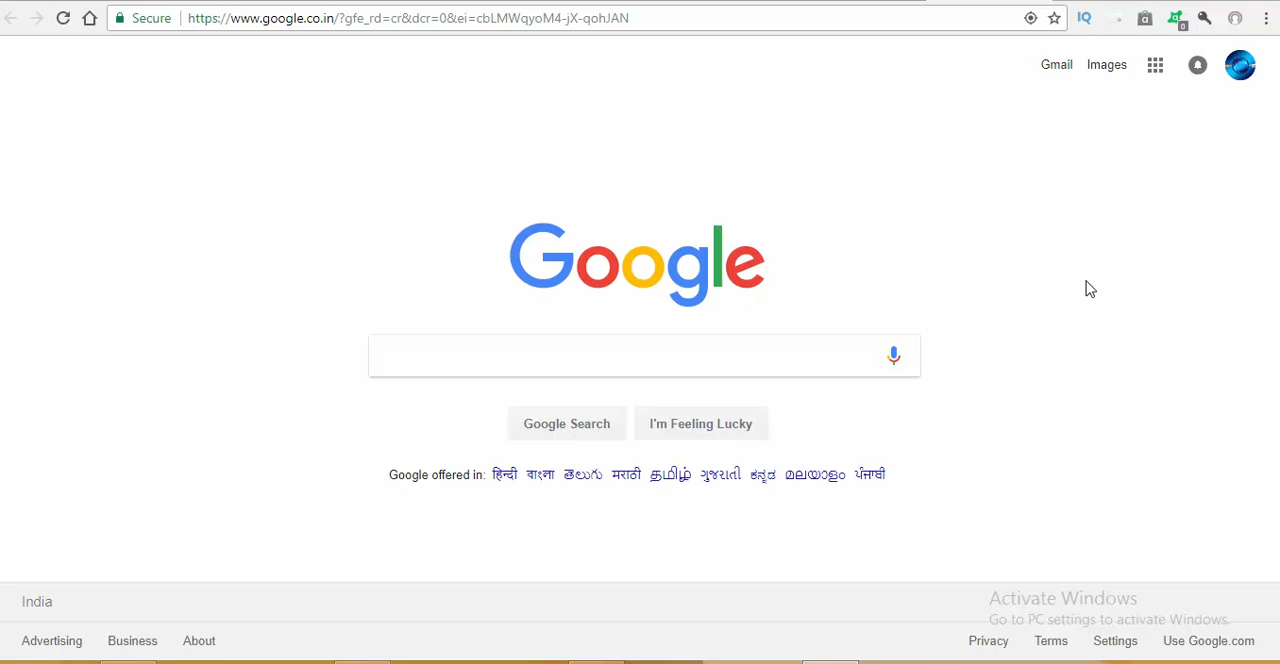 Secure https://www.google.co.in/?gfe_rd=cr&dcr=0&ei=cbLMWqyoM4-jX-qohJAN IQ a 0
Gmail Images
Google
Google Search I'm Feeling Lucky
Google offered in: हिन्दी বাংলা తెలుగు मराठी தமிழ் ગુજરાતી ಕನ್ನಡ മലയാളം ਪੰਜਾਬੀ
India
Activate Windows
Go to PC settings to activate Windows.
Advertising Business About Privacy Terms Settings Use Google.com